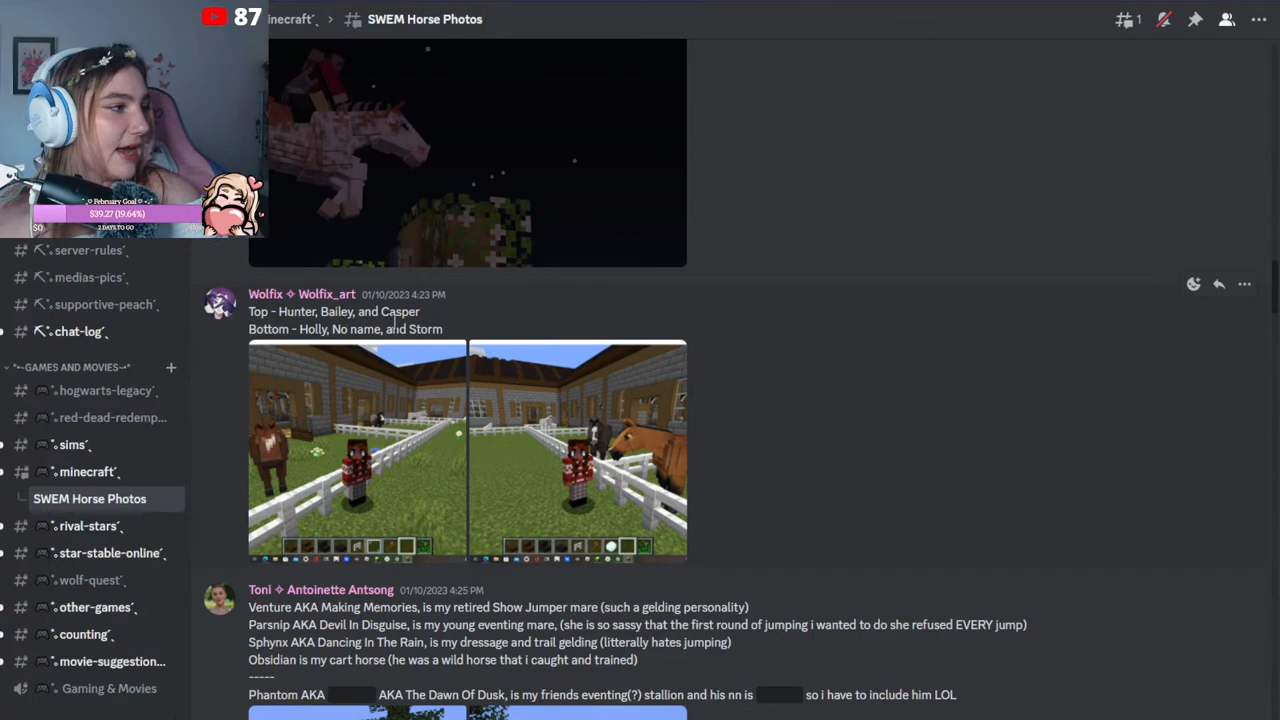 87
inecraft´ˎ › SWEM Horse Photos
1
˚₊ ♡ February Goal ♡ ₊˚
$39.27 (19.64%)
$0
2 DAYS TO GO
server-rules´ˎ
medias-pics´ˎ
supportive-peach´ˎ
chat-log´ˎ
GAMES AND MOVIES
hogwarts-legacy´ˎ
red-dead-redemp...
sims´ˎ
minecraft´ˎ
SWEM Horse Photos
rival-stars´ˎ
star-stable-online´ˎ
wolf-quest´ˎ
other-games´ˎ
counting´ˎ
movie-suggestion...
Gaming & Movies
Wolfix ✧ Wolfix_art 01/10/2023 4:23 PM
Top - Hunter, Bailey, and Casper
Bottom - Holly, No name, and Storm
Toni ✧ Antoinette Antsong 01/10/2023 4:25 PM
Venture AKA Making Memories, is my retired Show Jumper mare (such a gelding personality)
Parsnip AKA Devil In Disguise, is my young eventing mare, (she is so sassy that the first round of jumping i wanted to do she refused EVERY jump)
Sphynx AKA Dancing In The Rain, is my dressage and trail gelding (litterally hates jumping)
Obsidian is my cart horse (he was a wild horse that i caught and trained)
-----
Phantom AKA AKA The Dawn Of Dusk, is my friends eventing(?) stallion and his nn is so i have to include him LOL